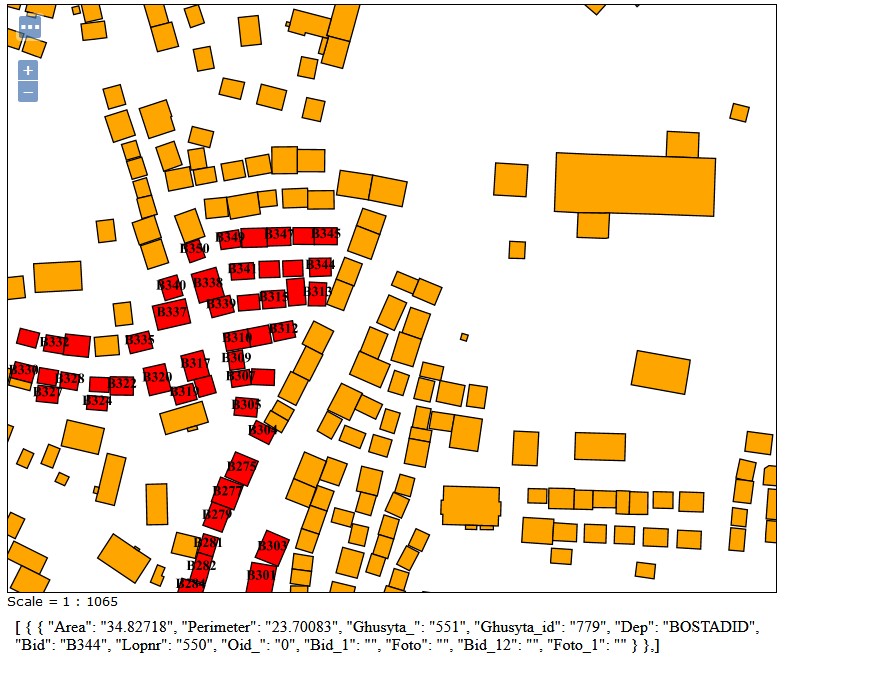 B349
B347
B345
B350
B341
B344
B340
B338
B339
B315
B313
B337
B310
B312
B332
B335
B309
B317
B330
B328
B322
B320
B307
B327
B324
B319
B305
B304
B275
B277
B279
B281
B303
B282
B301
B284
+
−
Scale = 1 : 1065
[ { { "Area": "34.82718", "Perimeter": "23.70083", "Ghusyta_": "551", "Ghusyta_id": "779", "Dep": "BOSTADID",
"Bid": "B344", "Lopnr": "550", "Oid_": "0", "Bid_1": "", "Foto": "", "Bid_12": "", "Foto_1": "" } },]